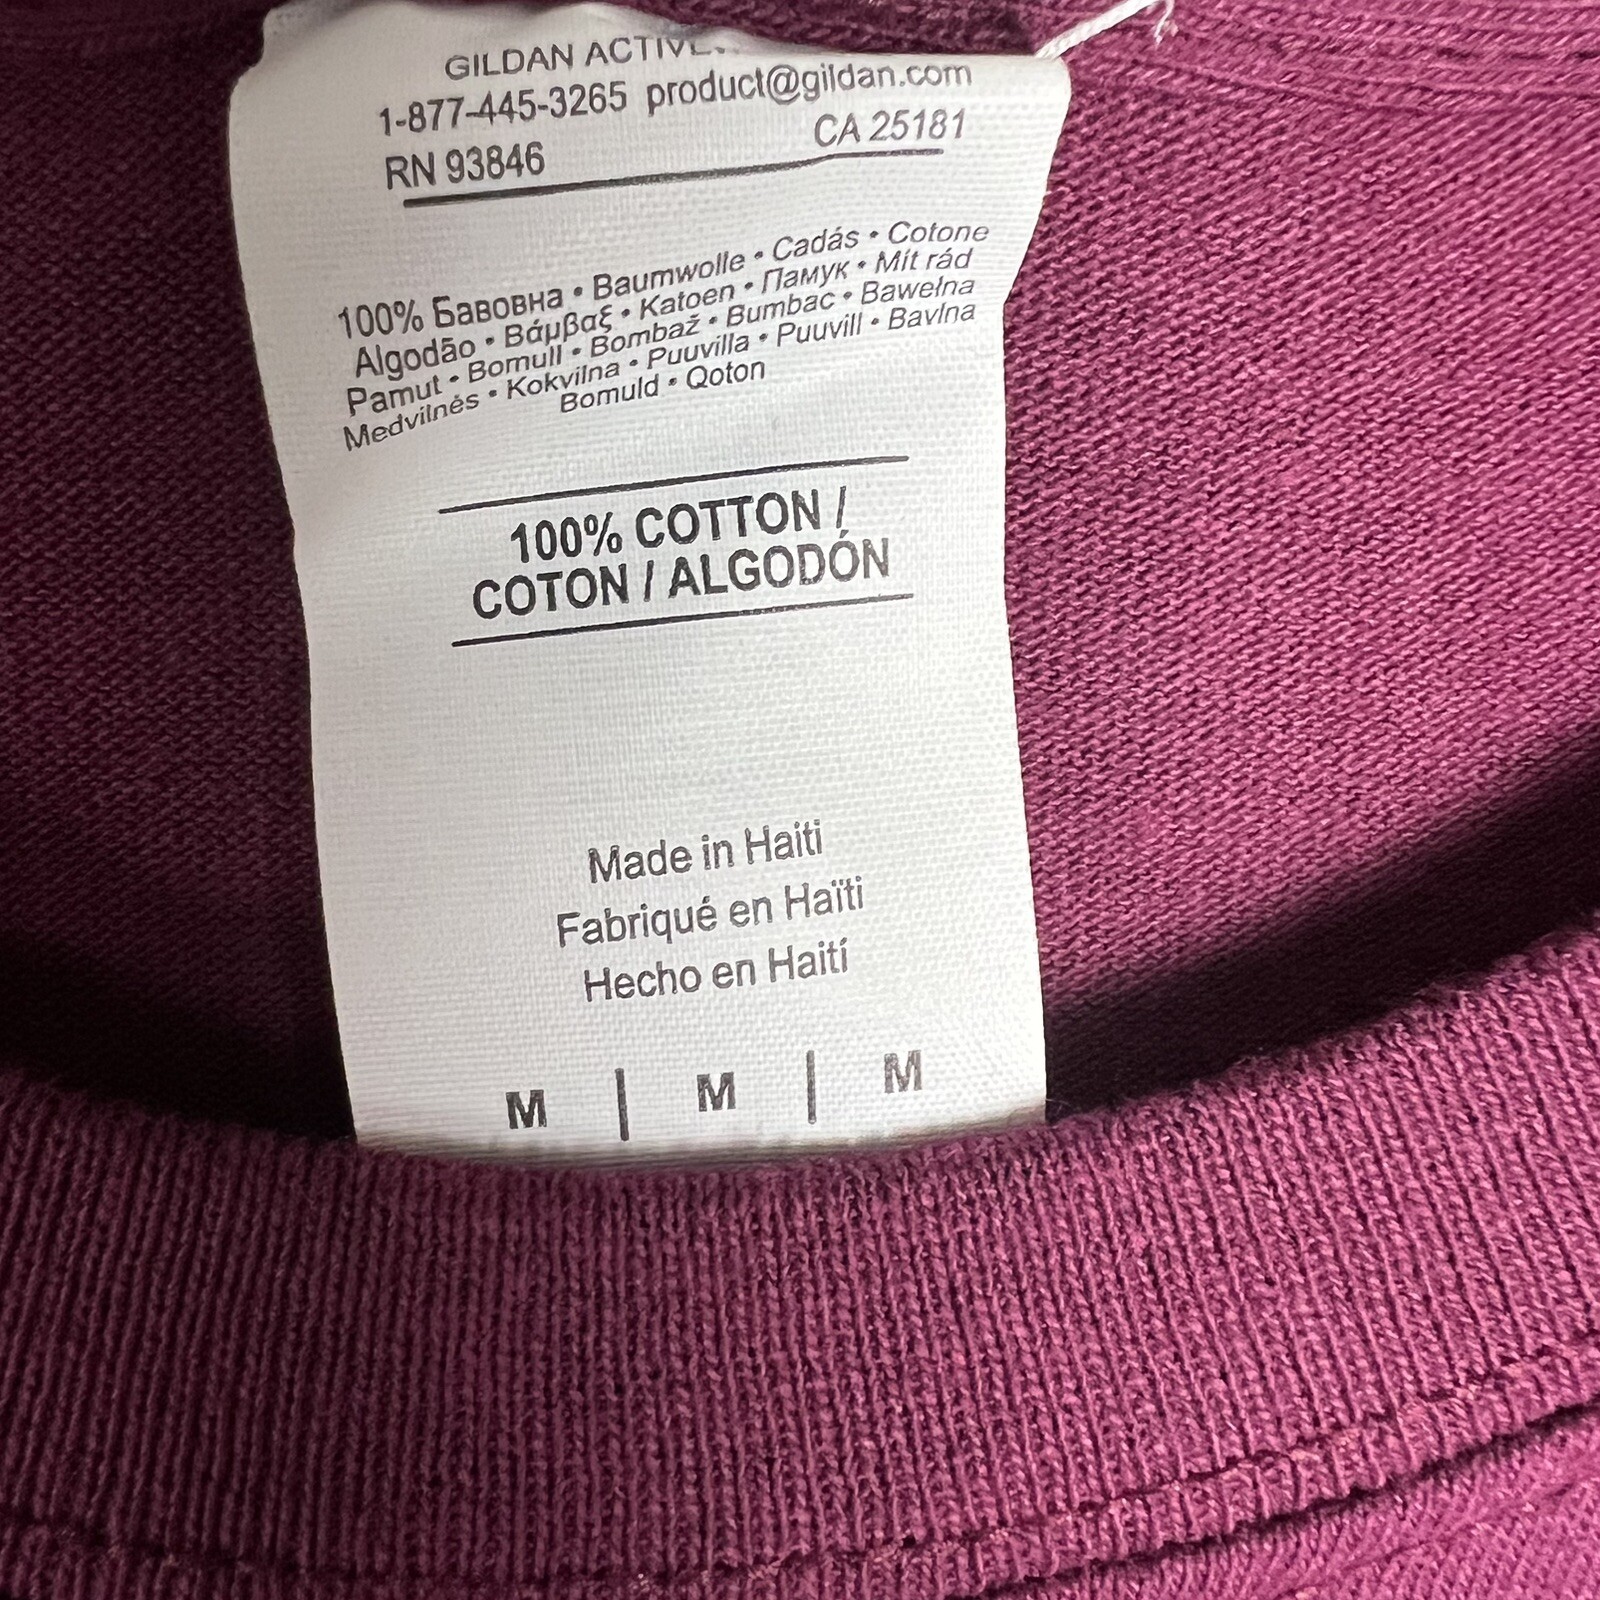 GILDAN
1-877-445-3265 product@gildan.com
RN 93846 CA 25181
100% Бавовна • Baumwolle • Cadás • Cotone
Algodão • Βάμβαξ • Katoen • Памук • Mít rád
Pamut • Bomull • Bombaž • Bumbac • Bawełna
Medvilnės • Kokvilna • Puuvilla • Puuvill • Bavlna
Bomuld • Qoton
100% COTTON /
COTON / ALGODÓN
Made in Haiti
Fabriqué en Haïti
Hecho en Haití
M | M | M